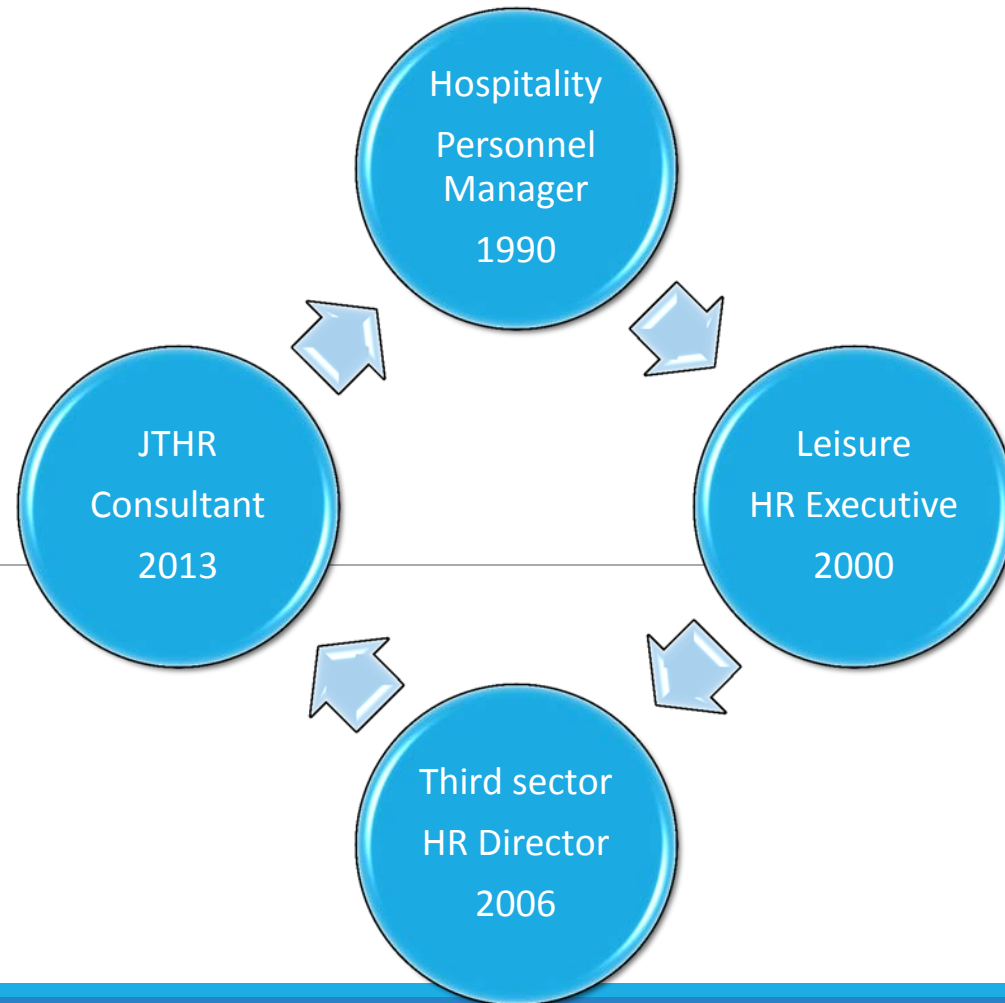 Hospitality
Personnel
Manager
1990
Leisure
HR Executive
2000
Third sector
HR Director
2006
JTHR
Consultant
2013